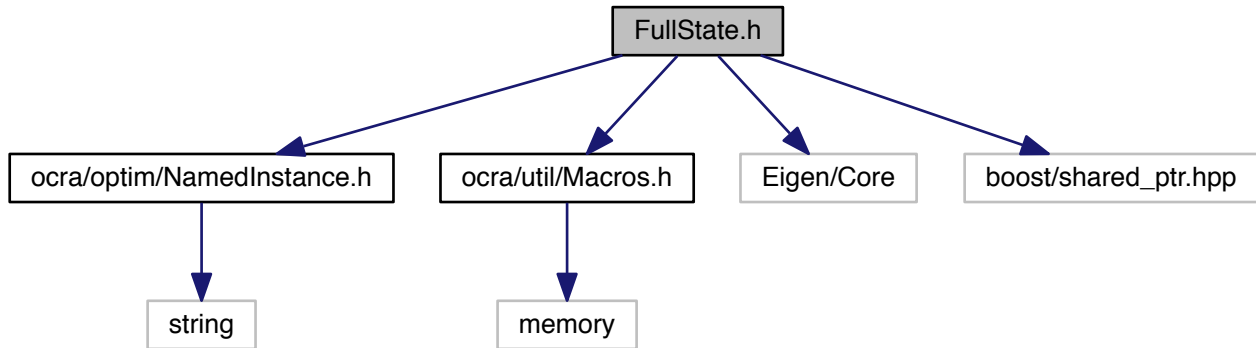 FullState.h
ocra/optim/NamedInstance.h
ocra/util/Macros.h
Eigen/Core
boost/shared_ptr.hpp
string
memory